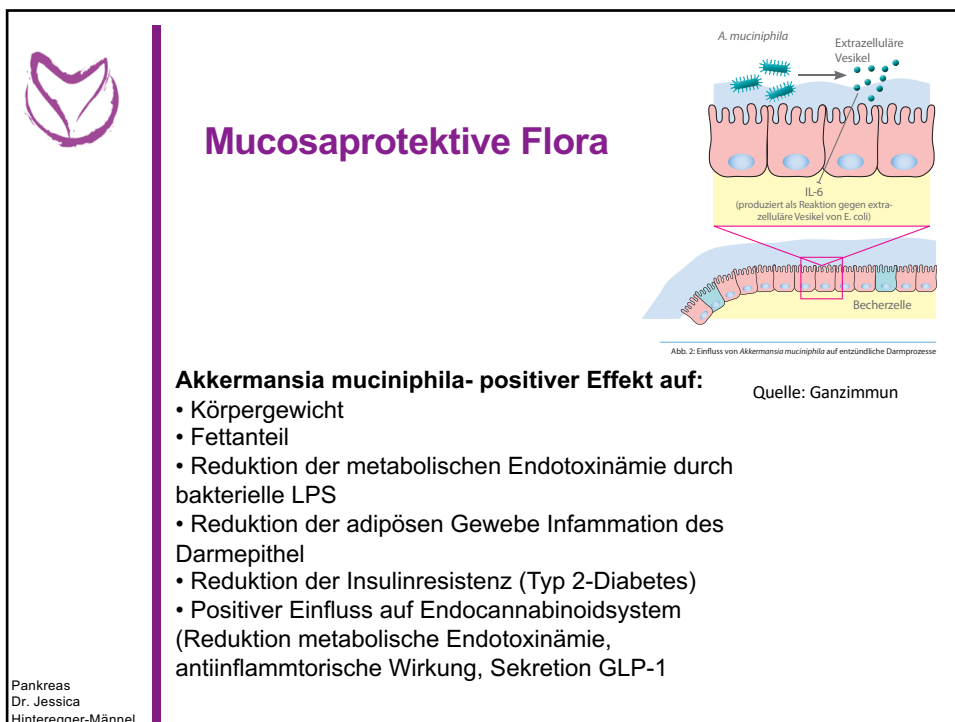 Mucosaprotektive Flora
A. muciniphila
Extrazelluläre
Vesikel
IL-6
(produziert als Reaktion gegen extra-
zelluläre Vesikel von E. coli)
Becherzelle
Abb. 2: Einfluss von Akkermansia muciniphila auf entzündliche Darmprozesse
Quelle: Ganzimmun
Akkermansia muciniphila- positiver Effekt auf:
• Körpergewicht
• Fettanteil
• Reduktion der metabolischen Endotoxinämie durch
bakterielle LPS
• Reduktion der adipösen Gewebe Infammation des
Darmepithel
• Reduktion der Insulinresistenz (Typ 2-Diabetes)
• Positiver Einfluss auf Endocannabinoidsystem
(Reduktion metabolische Endotoxinämie,
antiinflammtorische Wirkung, Sekretion GLP-1
Pankreas
Dr. Jessica
Hinteregger-Männel